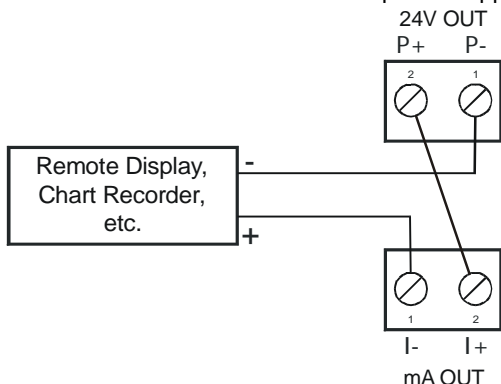 24V OUT
P+ P-
2 1
Remote Display,
Chart Recorder,
etc.
-
+
1 2
I- I+
mA OUT